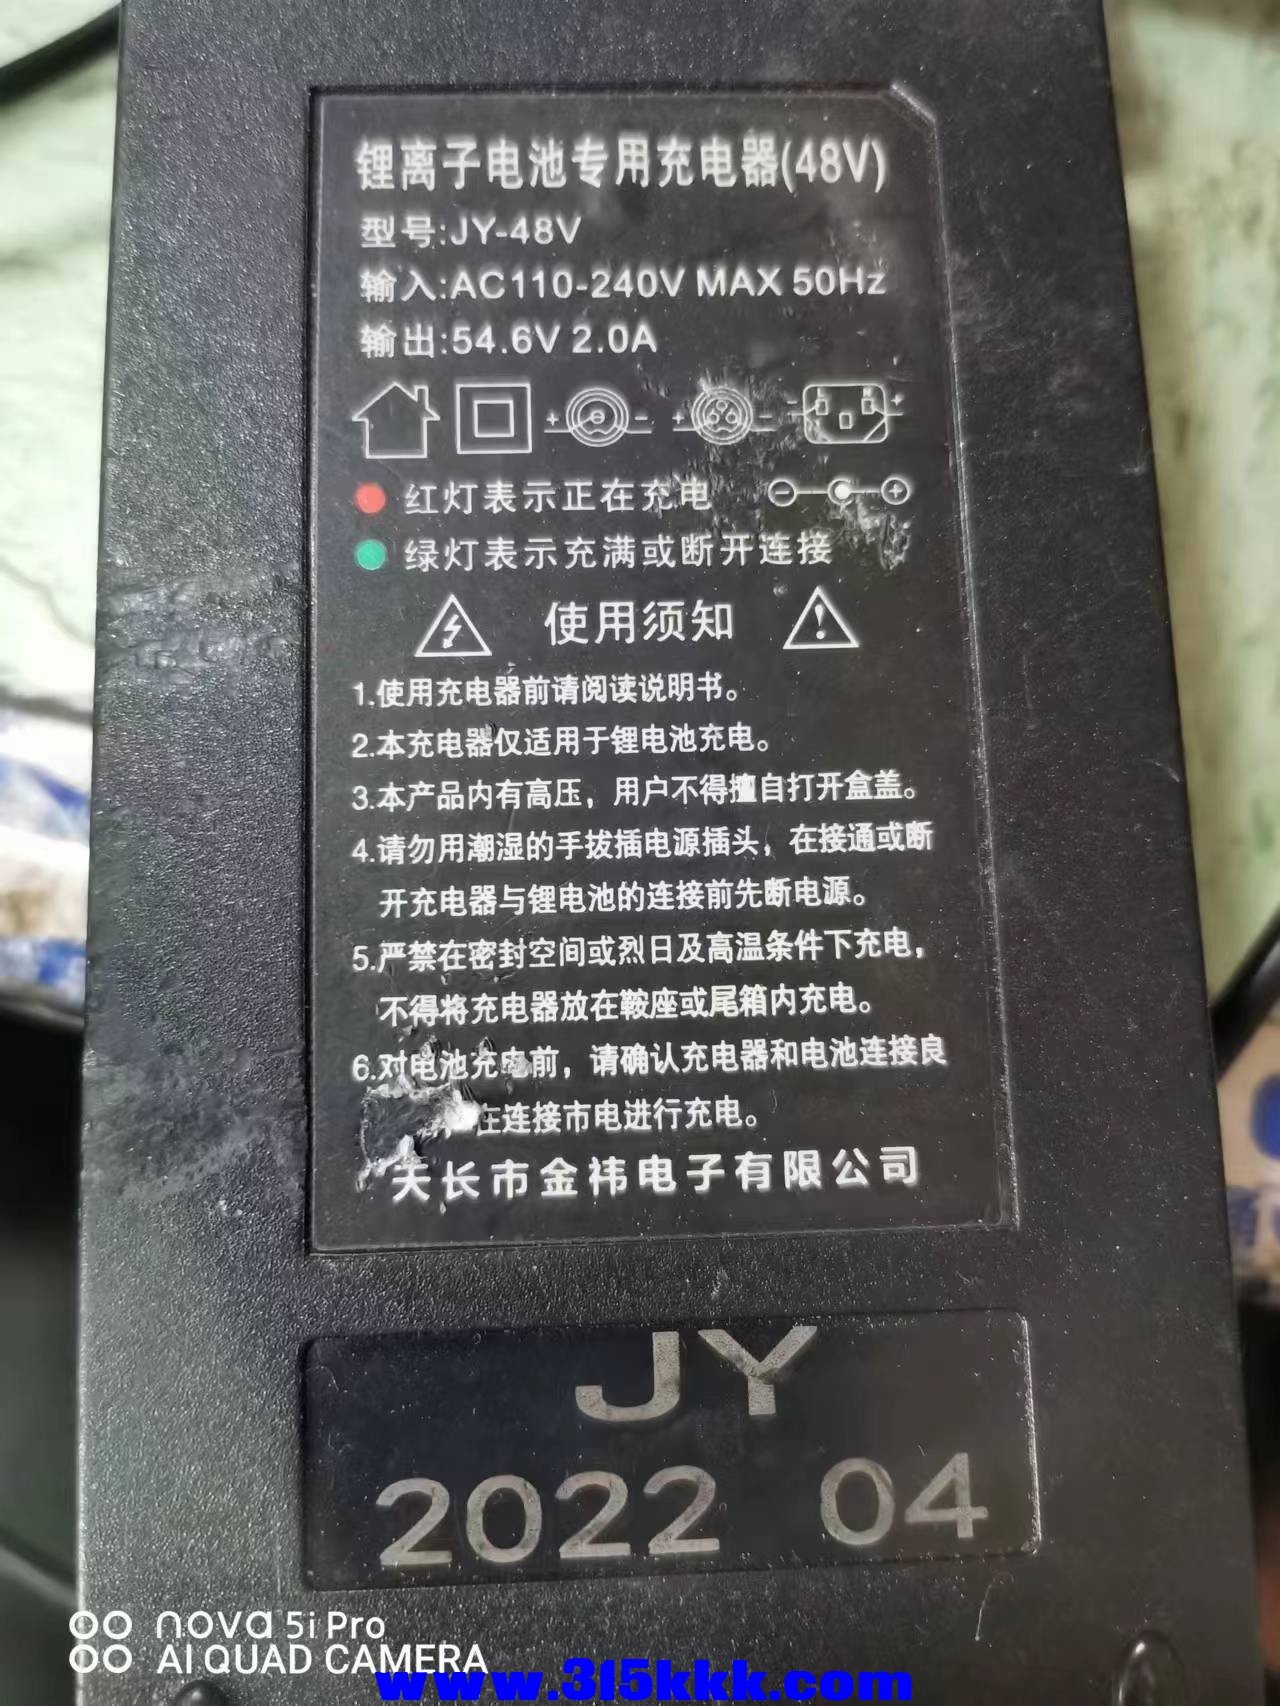 锂离子电池专用充电器(48V)
型号:JY-48V
输入:AC110-240V MAX 50Hz
输出:54.6V 2.0A
红灯表示正在充电
绿灯表示充满或断开连接
使用须知
1.使用充电器前请阅读说明书。
2.本充电器仅适用于锂电池充电。
3.本产品内有高压，用户不得擅自打开盒盖。
4.请勿用潮湿的手拔插电源插头，在接通或断
开充电器与锂电池的连接前先断电源。
5.严禁在密封空间或烈日及高温条件下充电，
不得将充电器放在鞍座或尾箱内充电。
6.对电池充电前，请确认充电器和电池连接良
在连接市电进行充电。
天长市金祎电子有限公司
JY
2022 04
nova 5i Pro
AI QUAD CAMERA
www.315kkk.com